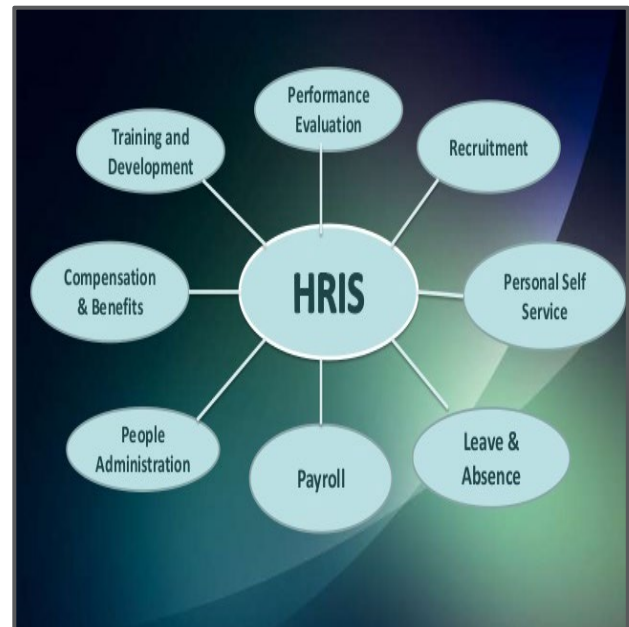 Performance
Evaluation
Training and
Development
Recruitment
Compensation
& Benefits
HRIS
Personal Self
Service
People
Administration
Payroll
Leave &
Absence